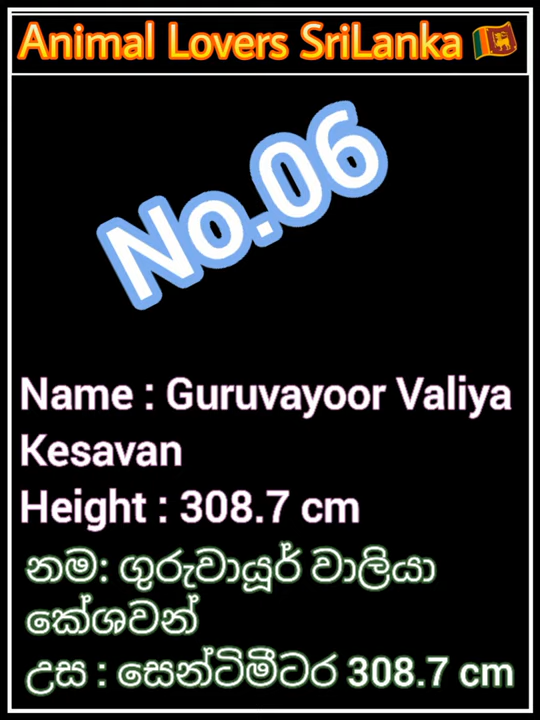 Animal Lovers SriLanka 🇱🇰
No.06
Name : Guruvayoor Valiya
Kesavan
Height : 308.7 cm
නම: ගුරුවායූර් වාලියා
කේශවන්
උස : සෙන්ටිමීටර 308.7 cm